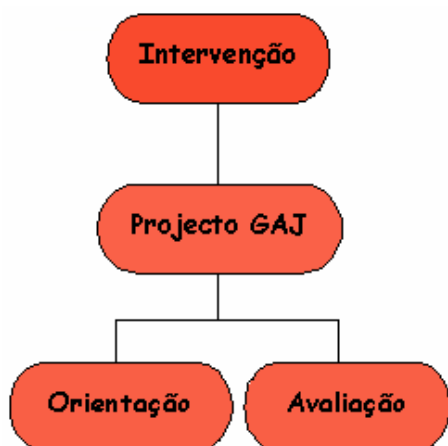 Intervenção
Projecto GAJ
Orientação
Avaliação